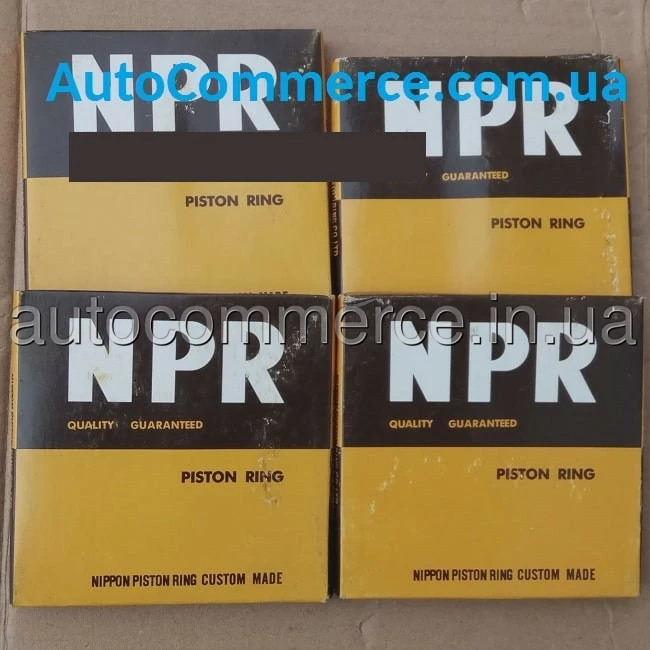 AutoCommerce.com.ua
NPR
PISTON RING
NPR
GUARANTEED
PISTON RING
autocommerce.in.ua
NPR
QUALITY GUARANTEED
PISTON RING
NIPPON PISTON RING CUSTOM MADE
NPR
QUALITY GUARANTEED
PISTON RING
NIPPON PISTON RING CUSTOM MADE